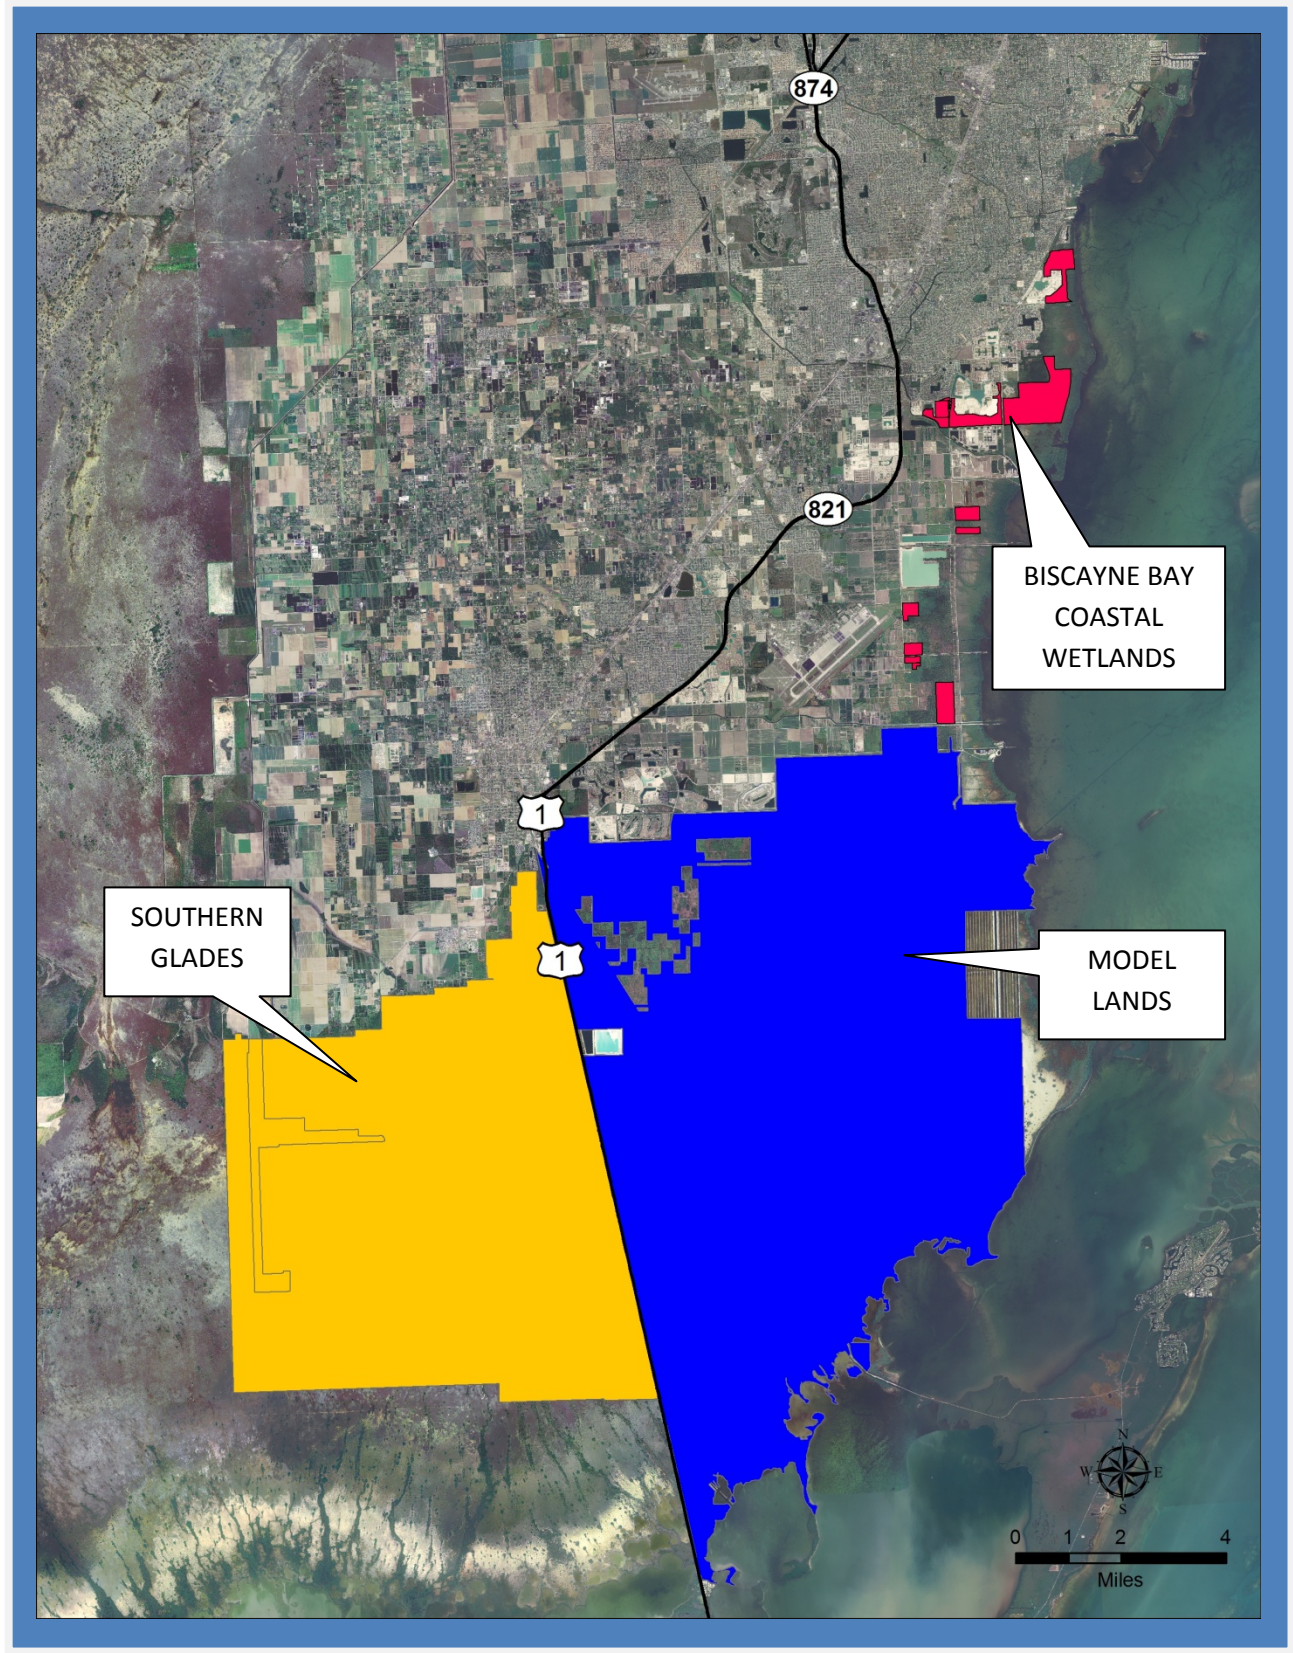 874
821
BISCAYNE BAY
COASTAL
WETLANDS
1
SOUTHERN
GLADES
1
MODEL
LANDS
N
W E
S
0 1 2 4
Miles